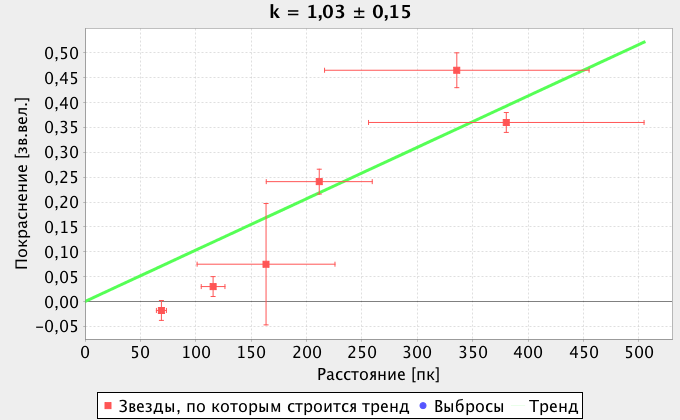 k = 1,03 ± 0,15
Покраснение [зв.вел.]
0,50
0,45
0,40
0,35
0,30
0,25
0,20
0,15
0,10
0,05
0,00
-0,05
0 50 100 150 200 250 300 350 400 450 500
Расстояние [пк]
Звезды, по которым строится тренд Выбросы Тренд